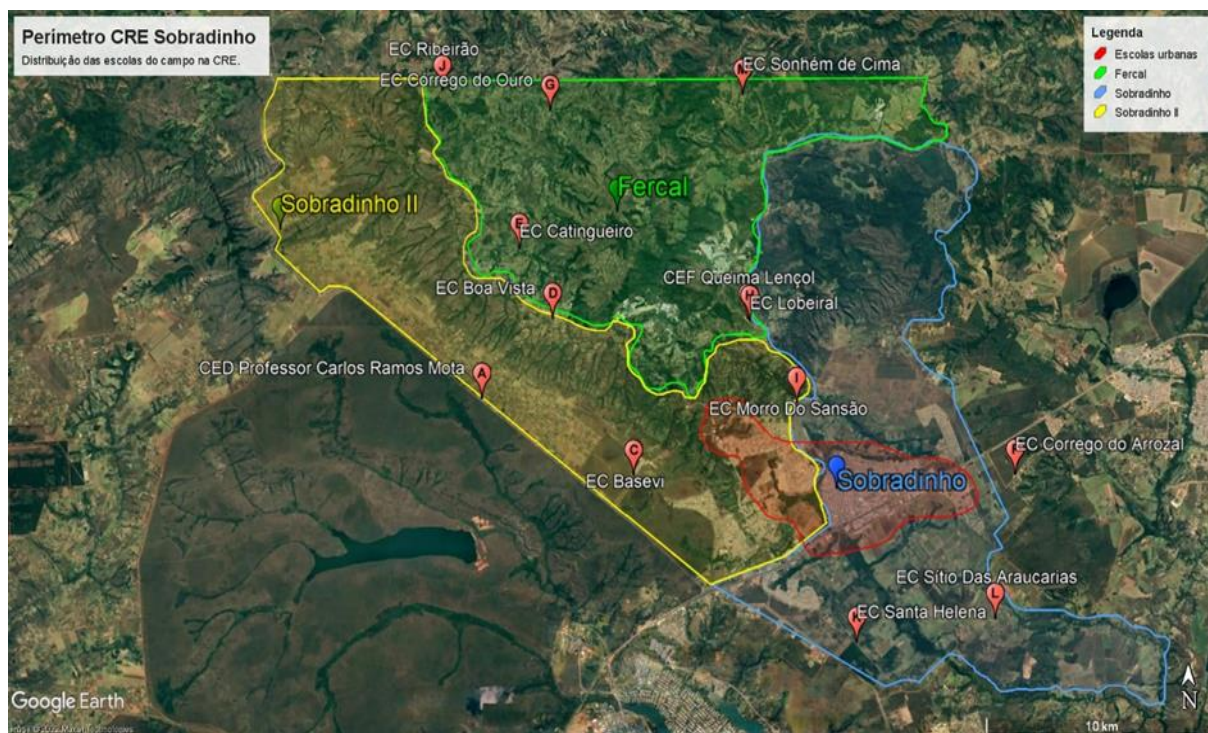 Perímetro CRE Sobradinho
Distribuição das escolas do campo na CRE.
Legenda
Escolas urbanas
Fercal
Sobradinho
Sobradinho II
EC Ribeirão
J
EC Corrego do Ouro
G
EC Sonhém de Cima
Sobradinho II
Fercal
E
EC Catingueiro
EC Boa Vista
D
CEF Queima Lençol
H
EC Lobeiral
CED Professor Carlos Ramos Mota
A
I
EC Morro Do Sansão
EC Corrego do Arrozal
C
EC Basevi
Sobradinho
EC Sítio Das Araucarias
L
EC Santa Helena
Google Earth
10 km
N